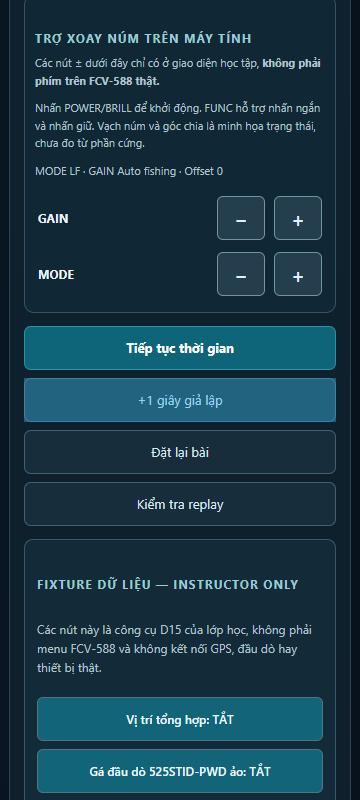 TRỢ XOAY NÚM TRÊN MÁY TÍNH
Các nút ± dưới đây chỉ có ở giao diện học tập, không phải
phím trên FCV-588 thật.
Nhấn POWER/BRILL để khởi động. FUNC hỗ trợ nhấn ngắn
và nhấn giữ. Vạch núm và góc chia là minh họa trạng thái,
chưa đo từ phần cứng.
MODE LF · GAIN Auto fishing · Offset 0
GAIN − +
MODE − +
Tiếp tục thời gian
+1 giây giả lập
Đặt lại bài
Kiểm tra replay
FIXTURE DỮ LIỆU — INSTRUCTOR ONLY
Các nút này là công cụ D15 của lớp học, không phải
menu FCV-588 và không kết nối GPS, đầu dò hay
thiết bị thật.
Vị trí tổng hợp: TẮT
Gá đầu dò 525STID-PWD ảo: TẮT